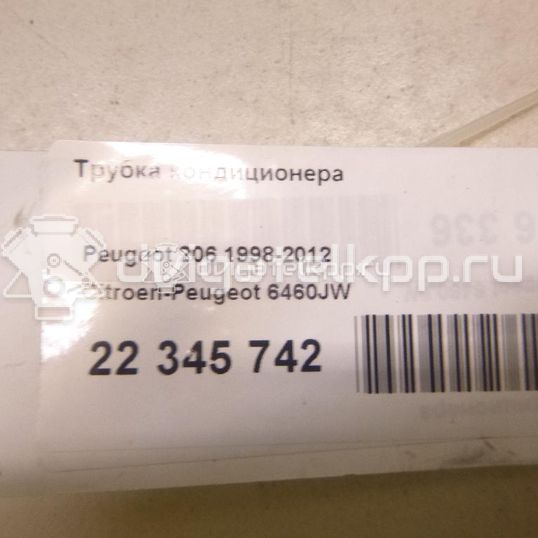 Трубка кондиционера
Peugeot 206 1998-2012
Citroen-Peugeot 6460JW
22 345 742